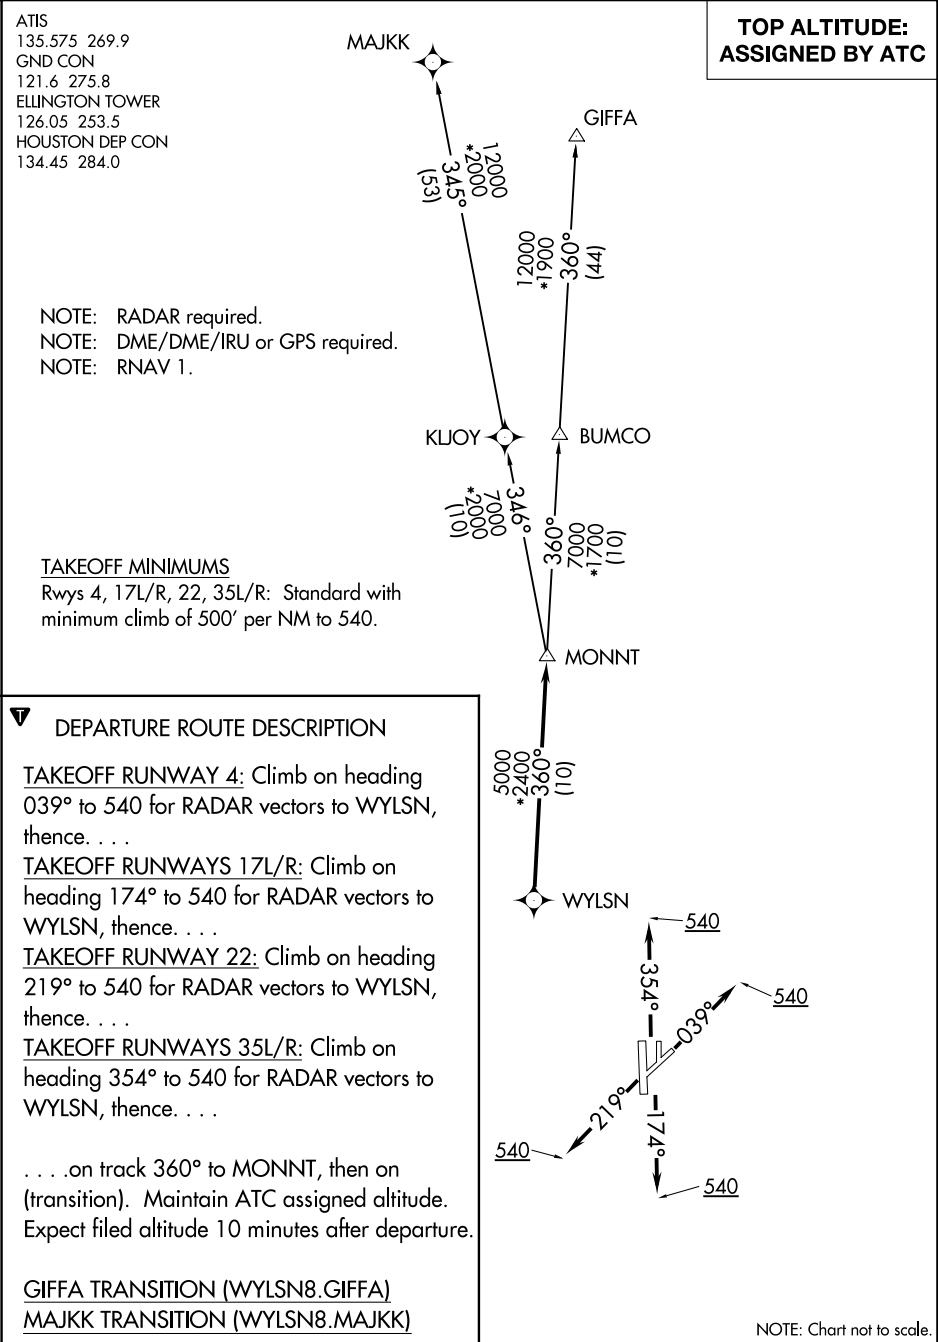 ATIS
135.575 269.9
GND CON
121.6 275.8
ELLINGTON TOWER
126.05 253.5
HOUSTON DEP CON
134.45 284.0
TOP ALTITUDE:
ASSIGNED BY ATC
MAJKK
GIFFA
12000
*2000
345°
(53)
12000
*1900
360°
(44)
NOTE: RADAR required.
NOTE: DME/DME/IRU or GPS required.
NOTE: RNAV 1.
KLJOY
BUMCO
346°
7000
*2000
(10)
360°
7000
*1700
(10)
TAKEOFF MINIMUMS
Rwys 4, 17L/R, 22, 35L/R: Standard with
minimum climb of 500' per NM to 540.
MONNT
5000
*2400
360°
(10)
WYLSN
T
DEPARTURE ROUTE DESCRIPTION
TAKEOFF RUNWAY 4: Climb on heading
039° to 540 for RADAR vectors to WYLSN,
thence. . . .
TAKEOFF RUNWAYS 17L/R: Climb on
heading 174° to 540 for RADAR vectors to
WYLSN, thence. . . .
TAKEOFF RUNWAY 22: Climb on heading
219° to 540 for RADAR vectors to WYLSN,
thence. . . .
TAKEOFF RUNWAYS 35L/R: Climb on
heading 354° to 540 for RADAR vectors to
WYLSN, thence. . . .
. . . .on track 360° to MONNT, then on
(transition). Maintain ATC assigned altitude.
Expect filed altitude 10 minutes after departure.
GIFFA TRANSITION (WYLSN8.GIFFA)
MAJKK TRANSITION (WYLSN8.MAJKK)
540
354°
540
039°
219°
540
174°
540
NOTE: Chart not to scale.